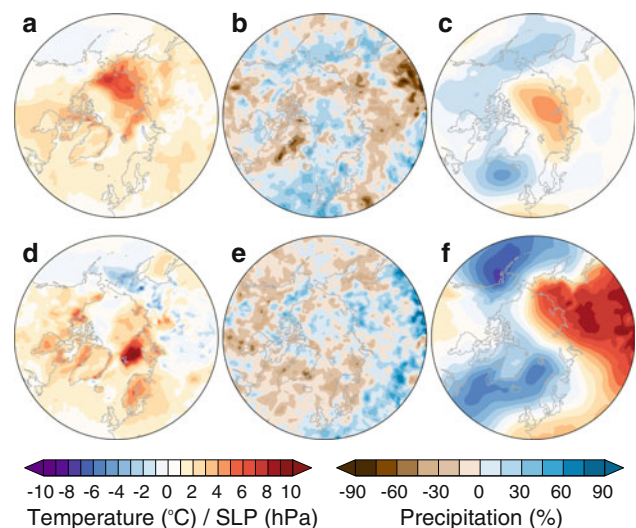 a b c
d e f
-10 -8 -6 -4 -2 0 2 4 6 8 10 -90 -60 -30 0 30 60 90
Temperature (°C) / SLP (hPa) Precipitation (%)